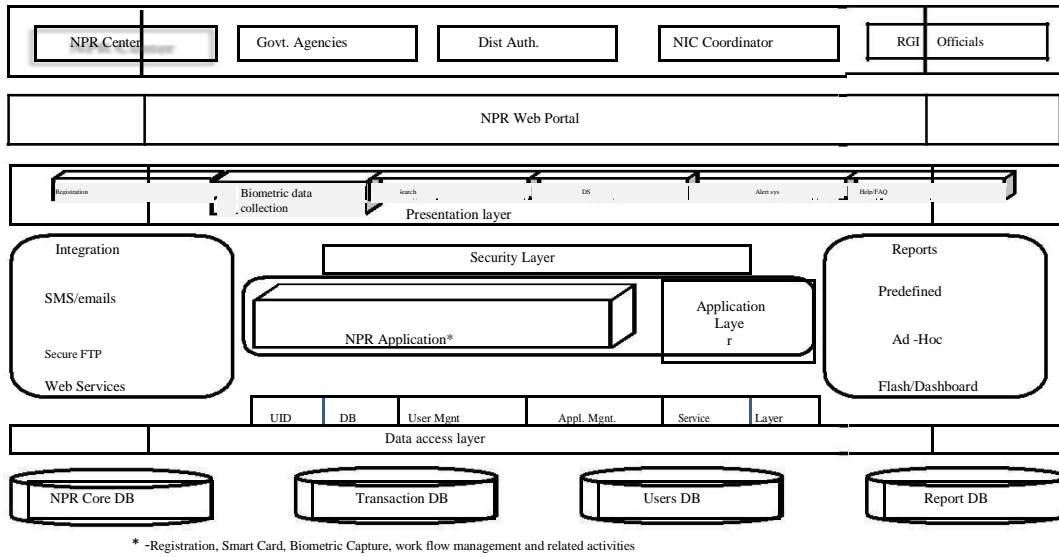 NPR Center
Govt. Agencies
Dist Auth.
NIC Coordinator
RGI Officials
NPR Web Portal
Registration
Biometric data
collection
earch
DS
Alert sys
Help/FAQ
Presentation layer
Integration
SMS/emails
Secure FTP
Web Services
Security Layer
NPR Application*
Application
Laye
r
Reports
Predefined
Ad -Hoc
Flash/Dashboard
UID DB User Mgnt Appl. Mgnt. Service Layer
Data access layer
NPR Core DB
Transaction DB
Users DB
Report DB
* -Registration, Smart Card, Biometric Capture, work flow management and related activities